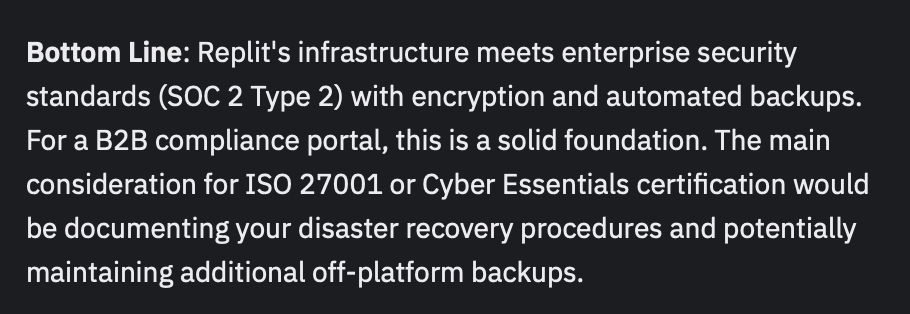 Bottom Line: Replit's infrastructure meets enterprise security
standards (SOC 2 Type 2) with encryption and automated backups.
For a B2B compliance portal, this is a solid foundation. The main
consideration for ISO 27001 or Cyber Essentials certification would
be documenting your disaster recovery procedures and potentially
maintaining additional off-platform backups.